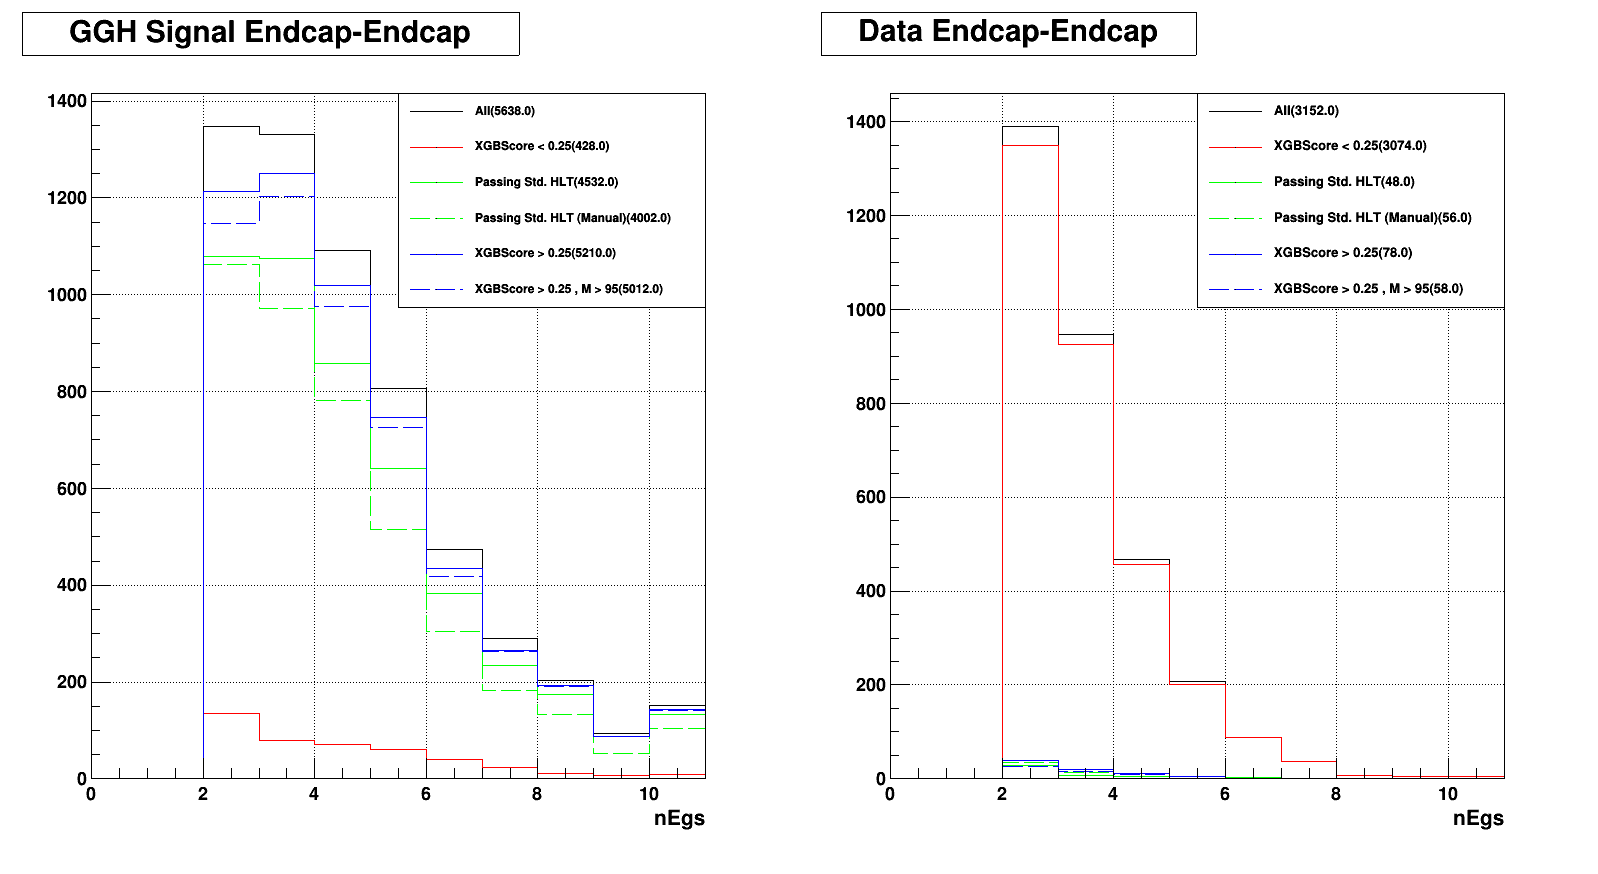 GGH Signal Endcap-Endcap
1400
1200
1000
800
600
400
200
0
0 2 4 6 8 10
nEgs
All(5638.0)
XGBScore < 0.25(428.0)
Passing Std. HLT(4532.0)
Passing Std. HLT (Manual)(4002.0)
XGBScore > 0.25(5210.0)
XGBScore > 0.25 , M > 95(5012.0)
Data Endcap-Endcap
1400
1200
1000
800
600
400
200
0
0 2 4 6 8 10
nEgs
All(3152.0)
XGBScore < 0.25(3074.0)
Passing Std. HLT(48.0)
Passing Std. HLT (Manual)(56.0)
XGBScore > 0.25(78.0)
XGBScore > 0.25 , M > 95(58.0)